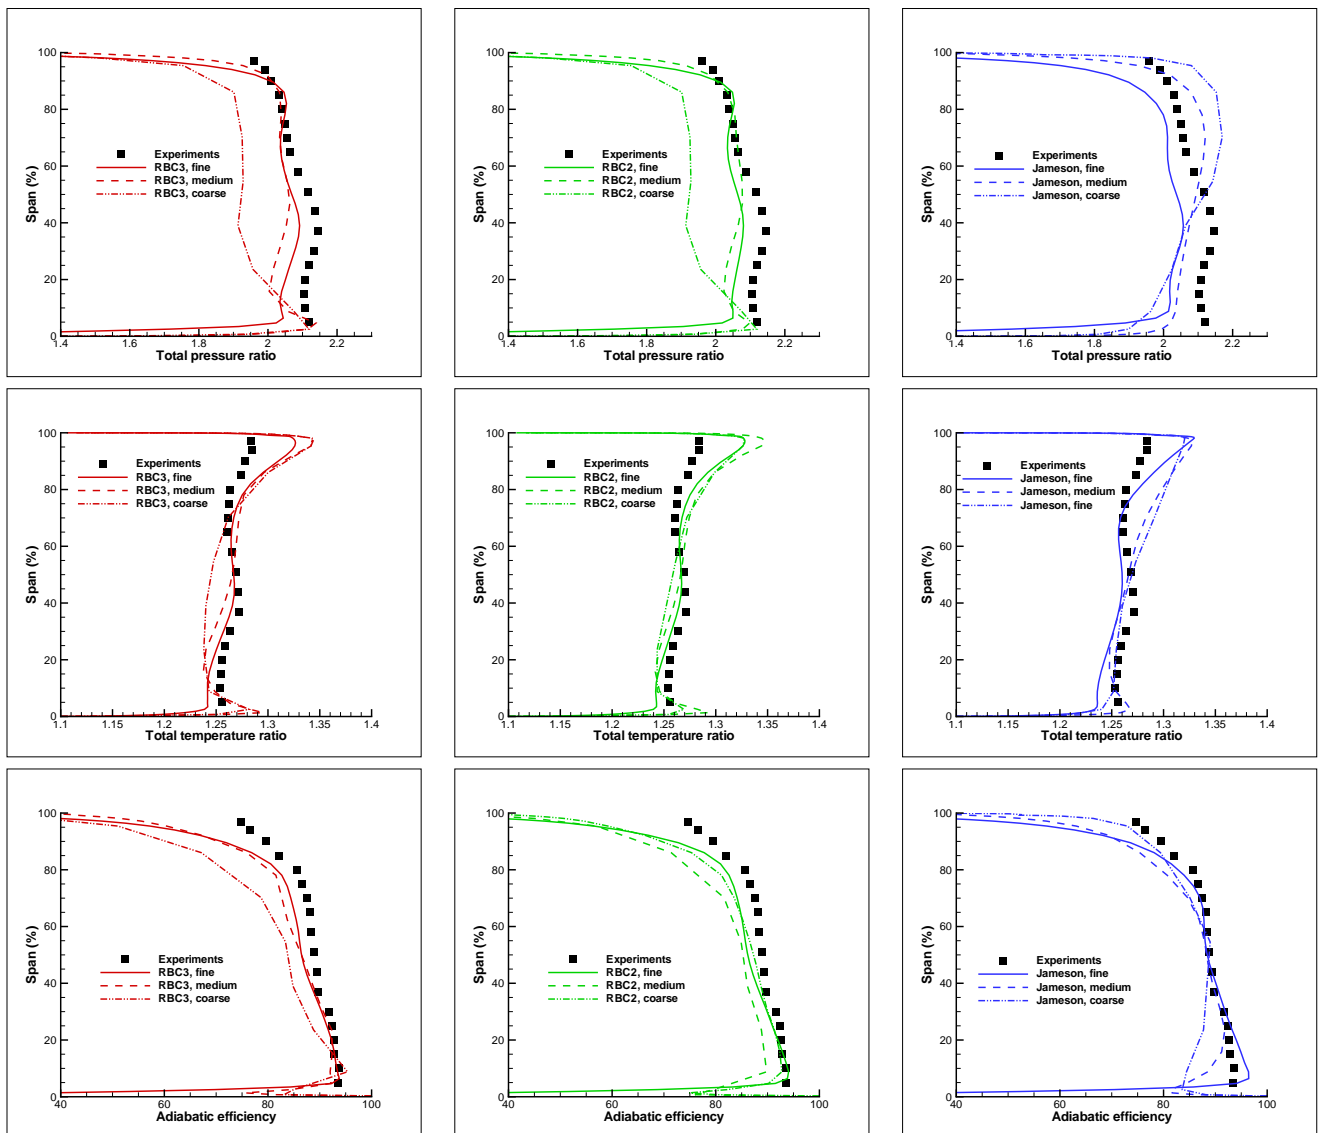 100
80
60
40
20
0
Span (%)
Experiments
RBC3, fine
RBC3, medium
RBC3, coarse
1.4 1.6 1.8 2 2.2
Total pressure ratio
100
80
60
40
20
0
Span (%)
Experiments
RBC2, fine
RBC2, medium
RBC2, coarse
1.4 1.6 1.8 2 2.2
Total pressure ratio
100
80
60
40
20
0
Span (%)
Experiments
Jameson, fine
Jameson, medium
Jameson, coarse
1.4 1.6 1.8 2 2.2
Total pressure ratio
100
80
60
40
20
0
Span (%)
Experiments
RBC3, fine
RBC3, medium
RBC3, coarse
1.1 1.15 1.2 1.25 1.3 1.35 1.4
Total temperature ratio
100
80
60
40
20
0
Span (%)
Experiments
RBC2, fine
RBC2, medium
RBC2, coarse
1.1 1.15 1.2 1.25 1.3 1.35 1.4
Total temperature ratio
100
80
60
40
20
0
Span (%)
Experiments
Jameson, fine
Jameson, medium
Jameson, fine
1.1 1.15 1.2 1.25 1.3 1.35 1.4
Total temperature ratio
100
80
60
40
20
0
Span (%)
Experiments
RBC3, fine
RBC3, medium
RBC3, coarse
40 60 80 100
Adiabatic efficiency
100
80
60
40
20
0
Span (%)
Experiments
RBC2, fine
RBC2, medium
RBC2, coarse
40 60 80 100
Adiabatic efficiency
100
80
60
40
20
0
Span (%)
Experiments
Jameson, fine
Jameson, medium
Jameson, coarse
40 60 80 100
Adiabatic efficiency